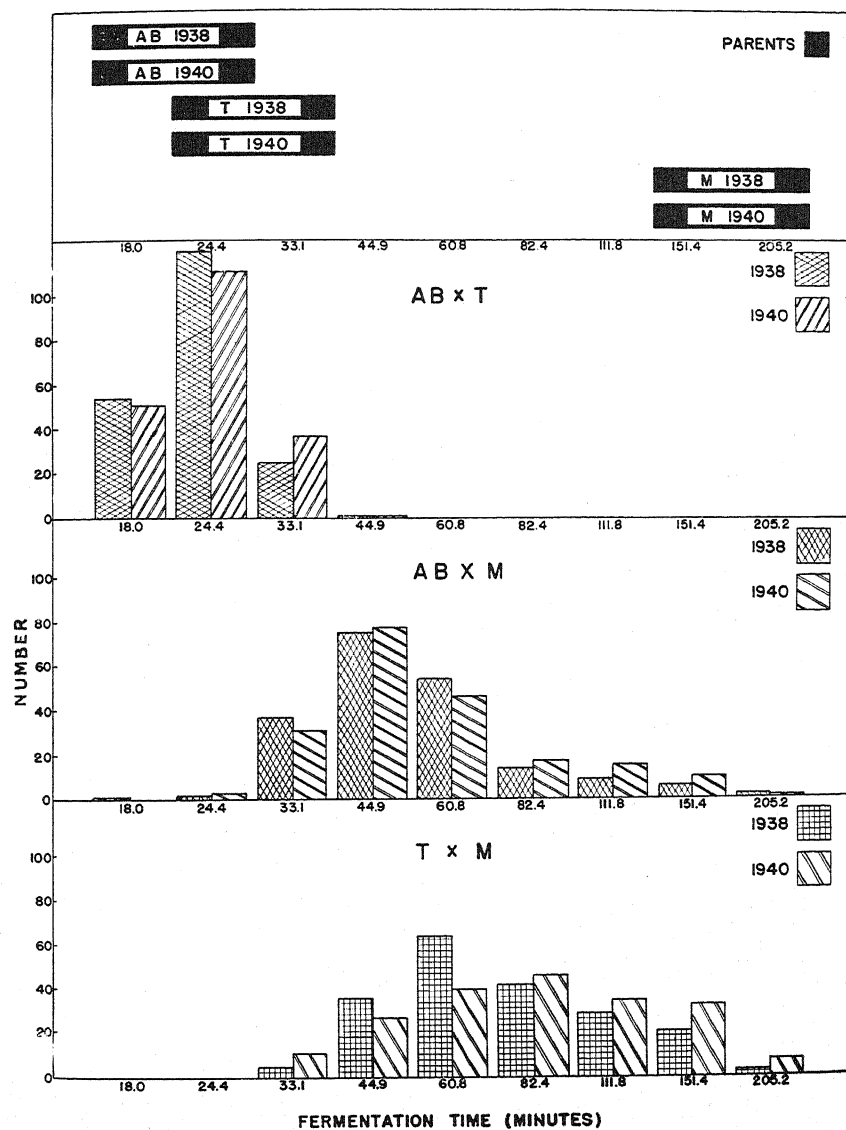 AB 1938
PARENTS
AB 1940
T 1938
T 1940
M 1938
M 1940
18.0 24.4 33.1 44.9 60.8 82.4 111.8 151.4 205.2
1938
AB x T
1940
100
80
60
40
20
0
18.0 24.4 33.1 44.9 60.8 82.4 111.8 151.4 205.2
1938
AB X M
1940
100
80
60
40
20
0
NUMBER
18.0 24.4 33.1 44.9 60.8 82.4 111.8 151.4 205.2
1938
T x M
1940
100
80
60
40
20
0
18.0 24.4 33.1 44.9 60.8 82.4 111.8 151.4 205.2
FERMENTATION TIME (MINUTES)